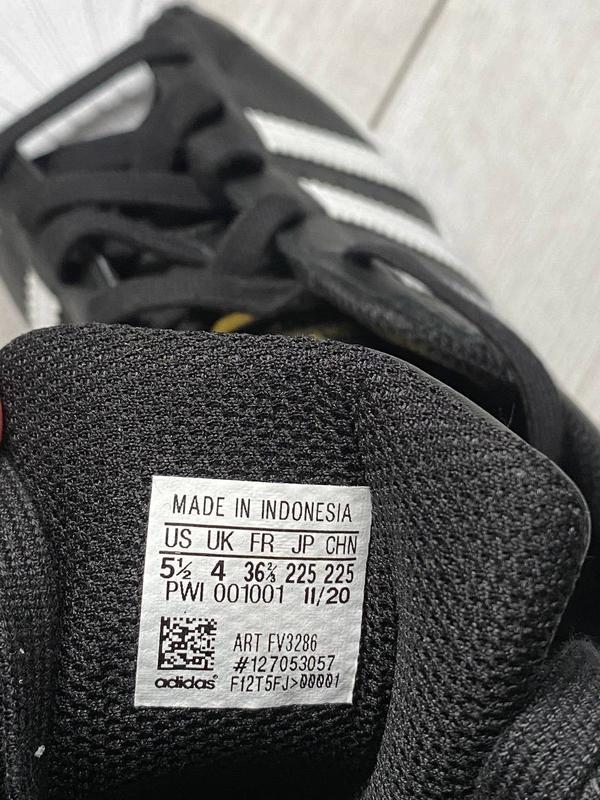 MADE IN INDONESIA
US UK FR JP CHN
5½ 4 36⅔ 225 225
PWI 001001 11/20
ART FV3286
#127053057
adidas® F12T5FJ>00001